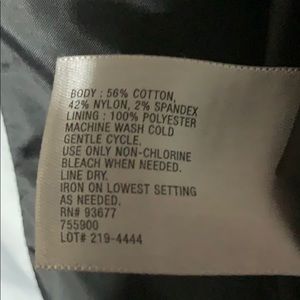 BODY : 56% COTTON,
42% NYLON, 2% SPANDEX
LINING : 100% POLYESTER
MACHINE WASH COLD
GENTLE CYCLE.
USE ONLY NON-CHLORINE
BLEACH WHEN NEEDED.
LINE DRY.
IRON ON LOWEST SETTING
AS NEEDED.
RN# 93677
755900
LOT# 219-4444